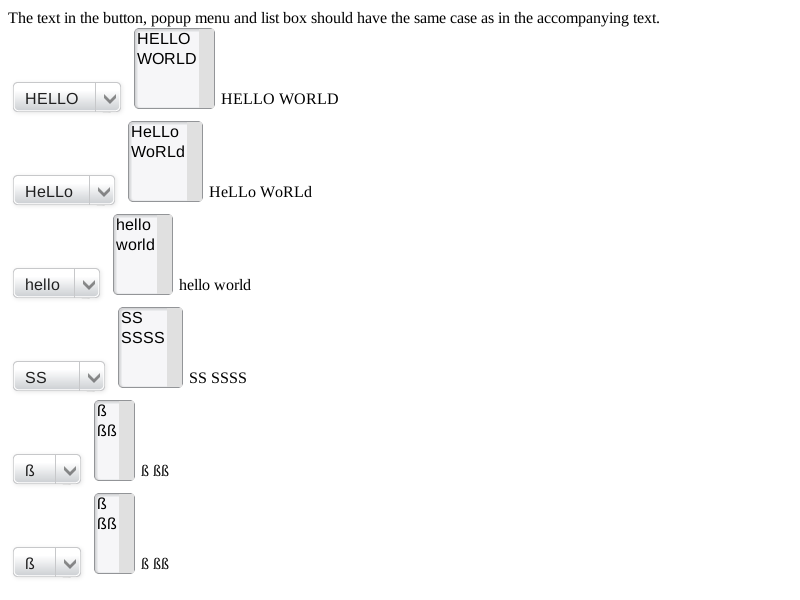 The text in the button, popup menu and list box should have the same case as in the accompanying text.
HELLO
WORLD
HELLO
HELLO WORLD
HeLLo
WoRLd
HeLLo
HeLLo WoRLd
hello
world
hello
hello world
SS
SSSS
SS
SS SSSS
ß
ßß
ß
ß ßß
ß
ßß
ß
ß ßß